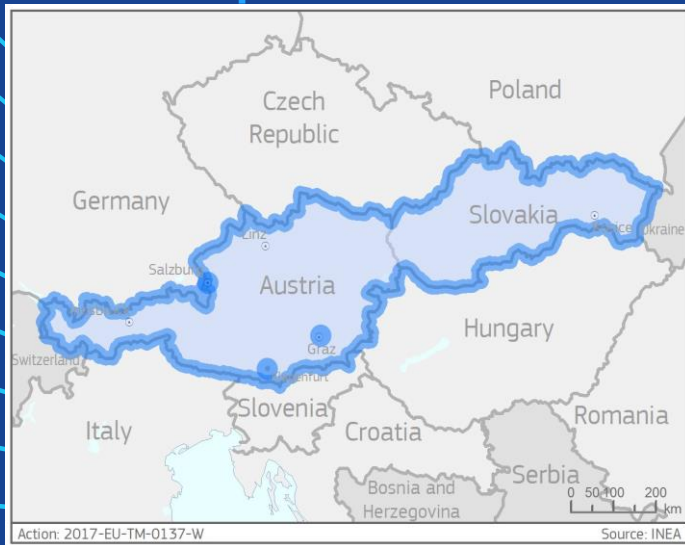 Czech
Republic
Poland
Germany
Slovakia
Ukraine
Linz
Salzburg
Austria
Graz
Hungary
Switzerland
Slovenia
Italy
Croatia
Romania
Serbia
Bosnia and
Herzegovina
0 50 100 200
km
Action: 2017-EU-TM-0137-W
Source: INEA